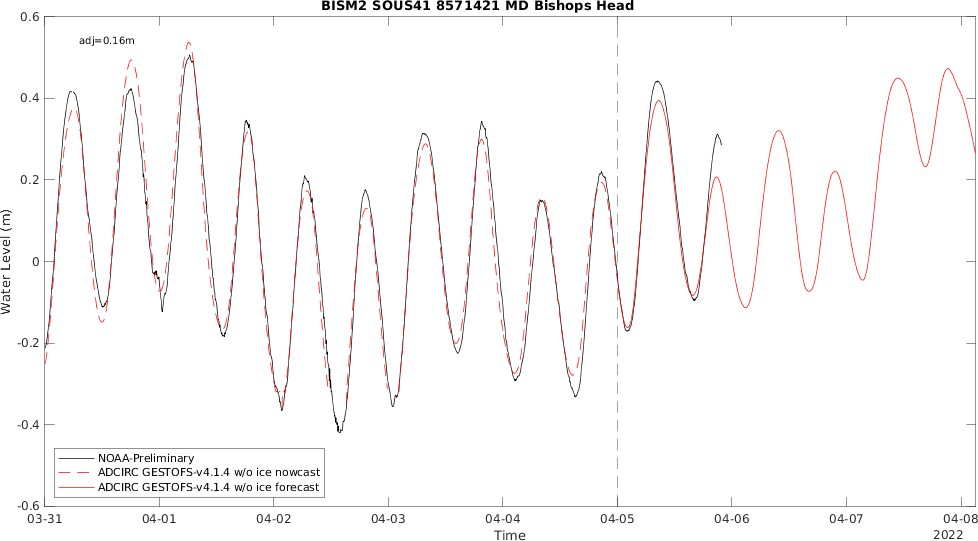 BISM2 SOUS41 8571421 MD Bishops Head
adj=0.16m
0.6
0.4
0.2
0
-0.2
-0.4
-0.6
Water Level (m)
NOAA-Preliminary
ADCIRC GESTOFS-v4.1.4 w/o ice nowcast
ADCIRC GESTOFS-v4.1.4 w/o ice forecast
03-31 04-01 04-02 04-03 04-04 04-05 04-06 04-07 04-08
Time 2022